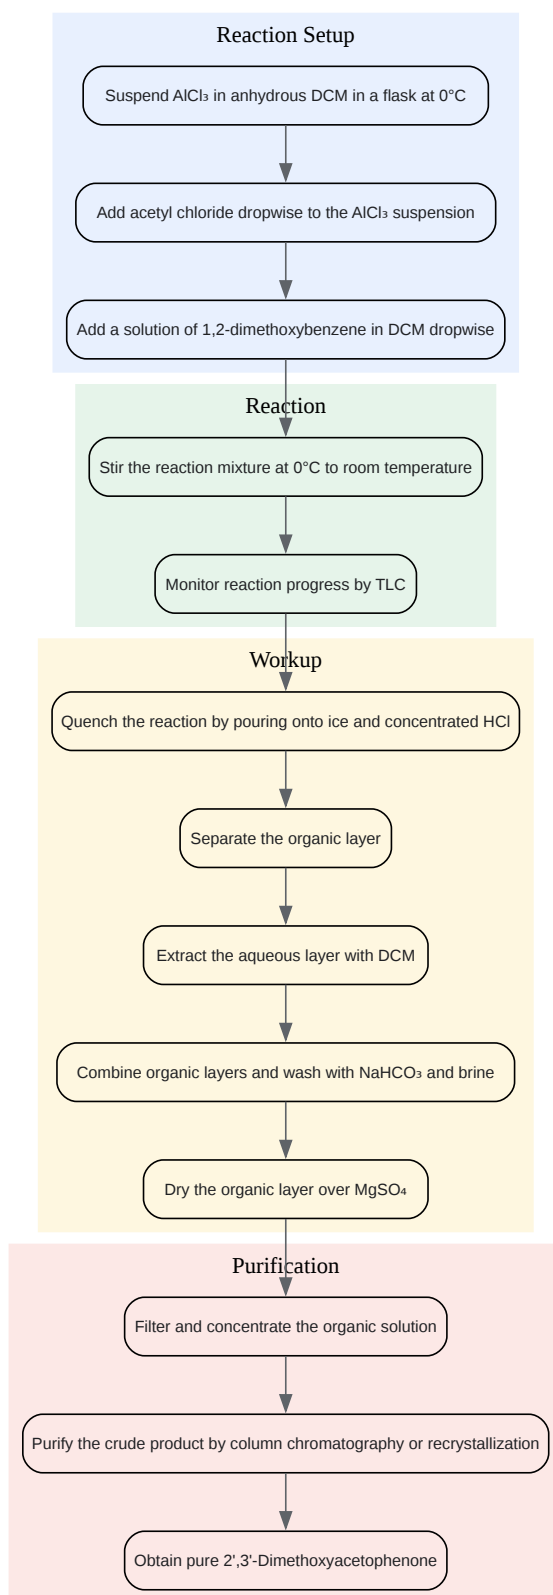 Reaction Setup
Suspend AlCl₃ in anhydrous DCM in a flask at 0°C
Add acetyl chloride dropwise to the AlCl₃ suspension
Add a solution of 1,2-dimethoxybenzene in DCM dropwise
Reaction
Stir the reaction mixture at 0°C to room temperature
Monitor reaction progress by TLC
Workup
Quench the reaction by pouring onto ice and concentrated HCl
Separate the organic layer
Extract the aqueous layer with DCM
Combine organic layers and wash with NaHCO₃ and brine
Dry the organic layer over MgSO₄
Purification
Filter and concentrate the organic solution
Purify the crude product by column chromatography or recrystallization
Obtain pure 2',3'-Dimethoxyacetophenone